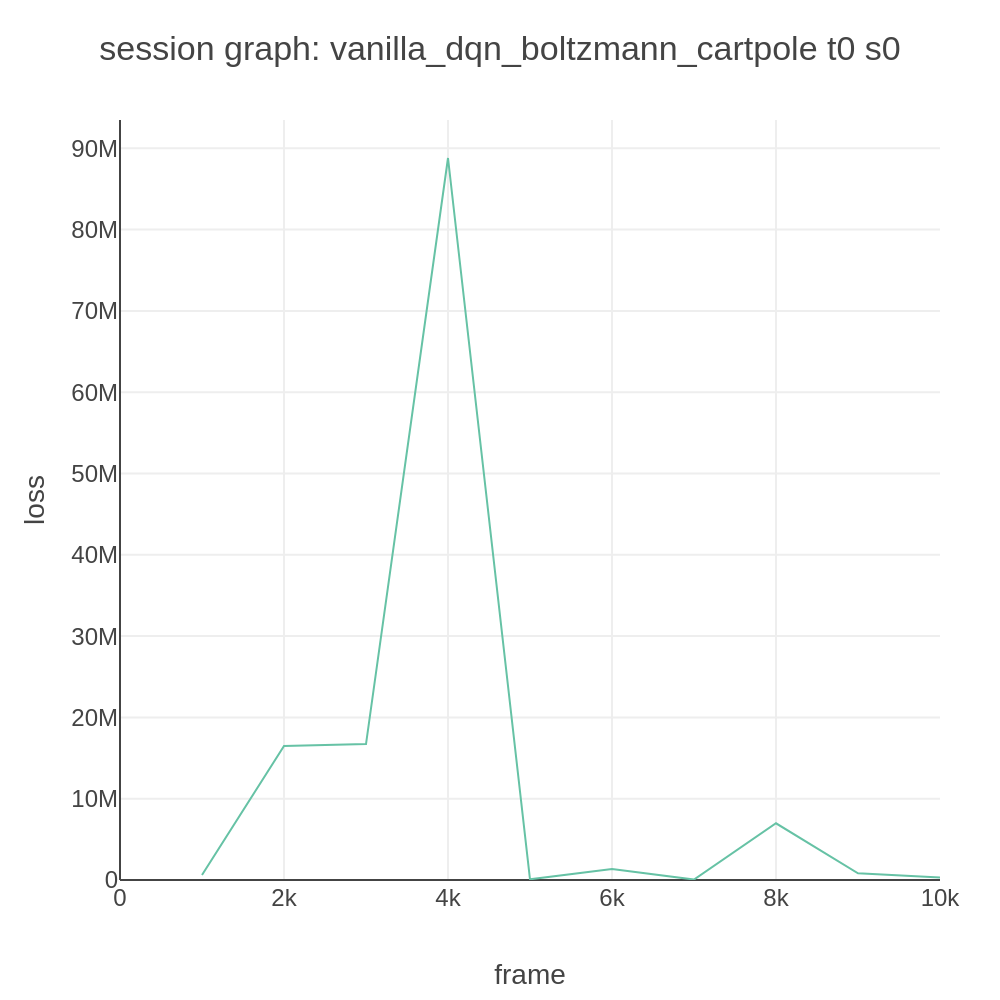 session graph: vanilla_dqn_boltzmann_cartpole t0 s0
90M
80M
70M
60M
50M
40M
30M
20M
10M
0
loss
0 2k 4k 6k 8k 10k
frame